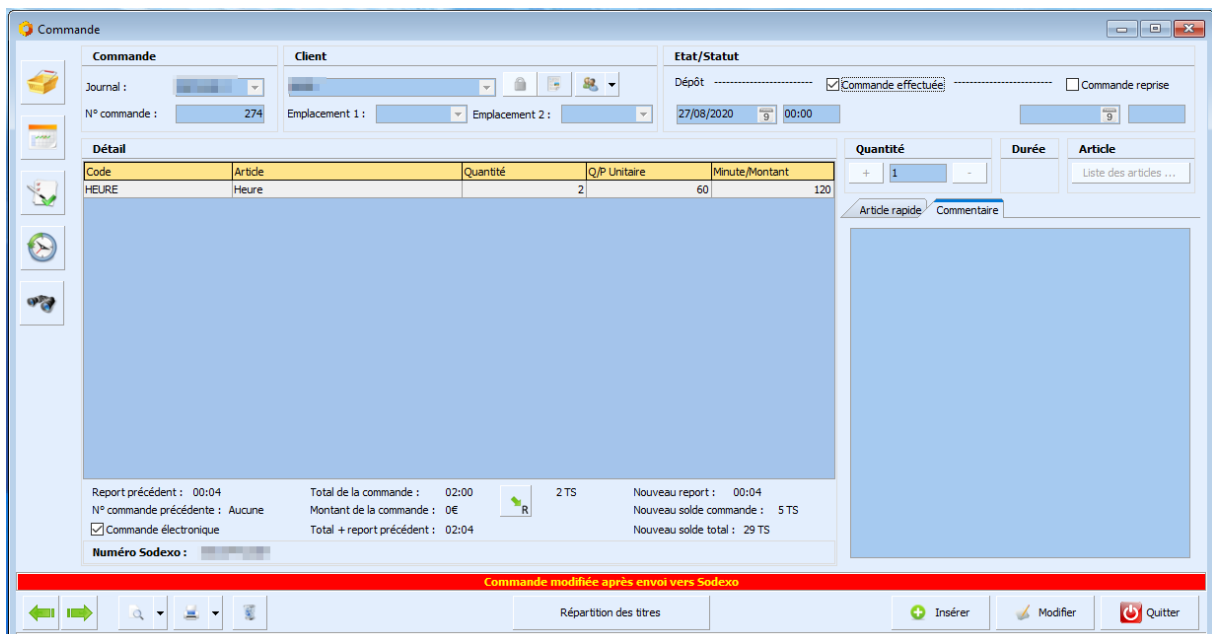 Commande
Commande Client Etat/Statut
Journal : Dépôt ------------------------- Commande effectuée ------------------------- Commande reprise
N° commande : 274 Emplacement 1 : Emplacement 2 : 27/08/2020 9 00:00 9
Détail Quantité Durée Article
Code Article Quantité Q/P Unitaire Minute/Montant + 1 - Liste des articles ...
HEURE Heure 2 60 120
Article rapide Commentaire
Report précédent : 00:04 Total de la commande : 02:00 R 2 TS Nouveau report : 00:04
N° commande précédente : Aucune Montant de la commande : 0€ Nouveau solde commande : 5 TS
Commande électronique Total + report précédent : 02:04 Nouveau solde total : 29 TS
Numéro Sodexo :
Commande modifiée après envoi vers Sodexo
Répartition des titres Insérer Modifier Quitter